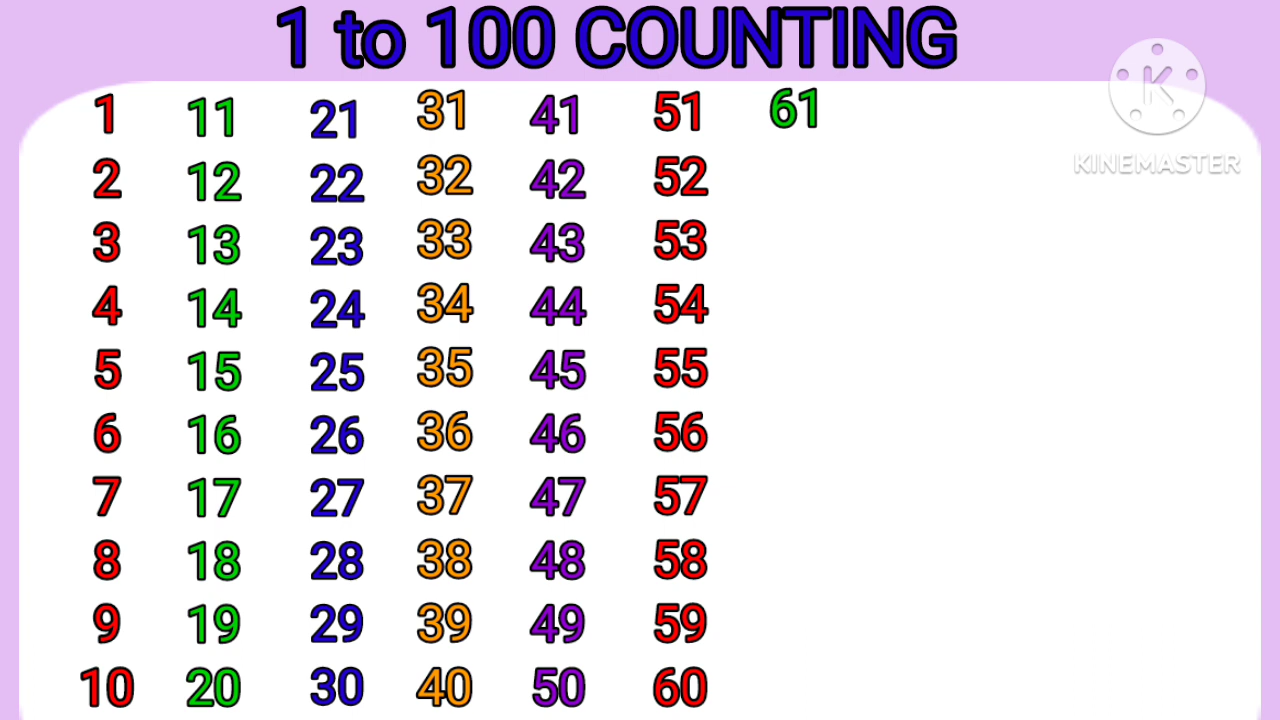 1 to 100 COUNTING
K
KINEMASTER
1 11 21 31 41 51 61
2 12 22 32 42 52
3 13 23 33 43 53
4 14 24 34 44 54
5 15 25 35 45 55
6 16 26 36 46 56
7 17 27 37 47 57
8 18 28 38 48 58
9 19 29 39 49 59
10 20 30 40 50 60